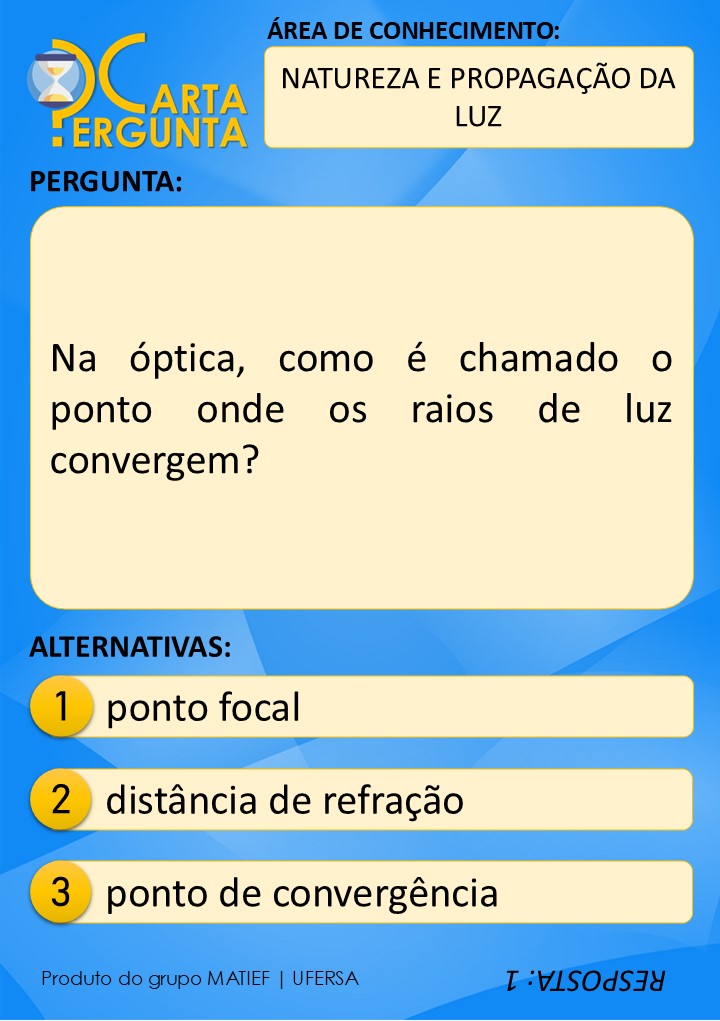 ÁREA DE CONHECIMENTO:
CARTA
PERGUNTA
NATUREZA E PROPAGAÇÃO DA
LUZ
PERGUNTA:
Na óptica, como é chamado o
ponto onde os raios de luz
convergem?
ALTERNATIVAS:
1 ponto focal
2 distância de refração
3 ponto de convergência
Produto do grupo MATIEF | UFERSA
RESPOSTA: 1